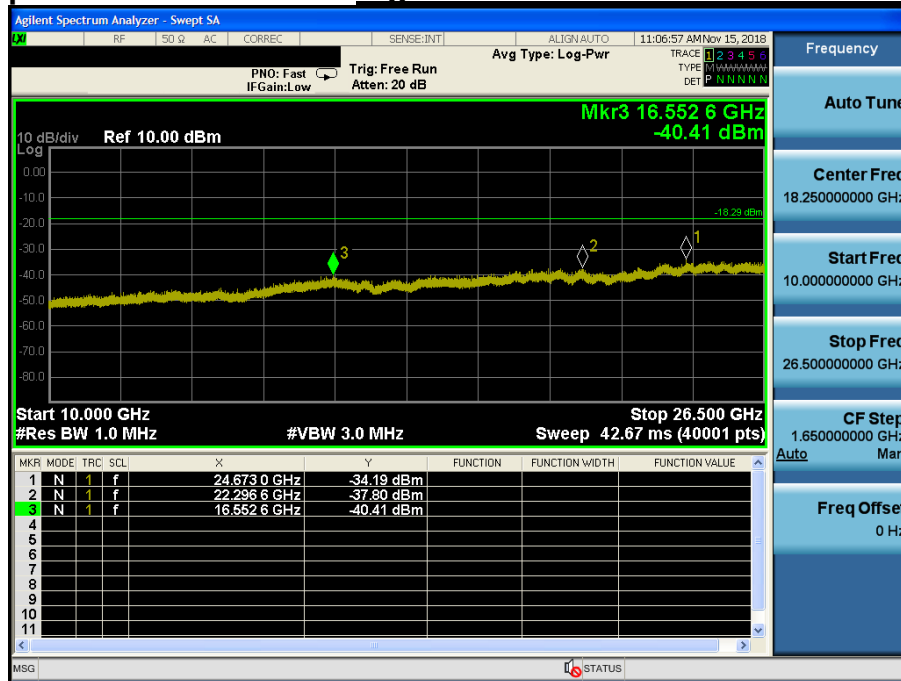 Agilent Spectrum Analyzer - Swept SA
LXI RF 50 Ω AC CORREC SENSE:INT ALIGN AUTO 11:06:57 AM Nov 15, 2018
Avg Type: Log-Pwr TRACE 1 2 3 4 5 6
PNO: Fast Trig: Free Run TYPE M WWWWW
IFGain:Low Atten: 20 dB DET P N N N N N
Mkr3 16.552 6 GHz
10 dB/div Ref 10.00 dBm -40.41 dBm
Log
0.00
-10.0
-20.0
-18.29 dBm
-30.0
-40.0
-50.0
-60.0
-70.0
-80.0
3
2
1
Start 10.000 GHz Stop 26.500 GHz
#Res BW 1.0 MHz #VBW 3.0 MHz Sweep 42.67 ms (40001 pts)
MKR MODE TRC SCL X Y FUNCTION FUNCTION WIDTH FUNCTION VALUE
1 N 1 f 24.673 0 GHz -34.19 dBm
2 N 1 f 22.296 6 GHz -37.80 dBm
3 N 1 f 16.552 6 GHz -40.41 dBm
4
5
6
7
8
9
10
11
MSG STATUS
Frequency
Auto Tune
Center Freq
18.250000000 GHz
Start Freq
10.000000000 GHz
Stop Freq
26.500000000 GHz
CF Step
1.650000000 GHz
Auto Man
Freq Offset
0 Hz